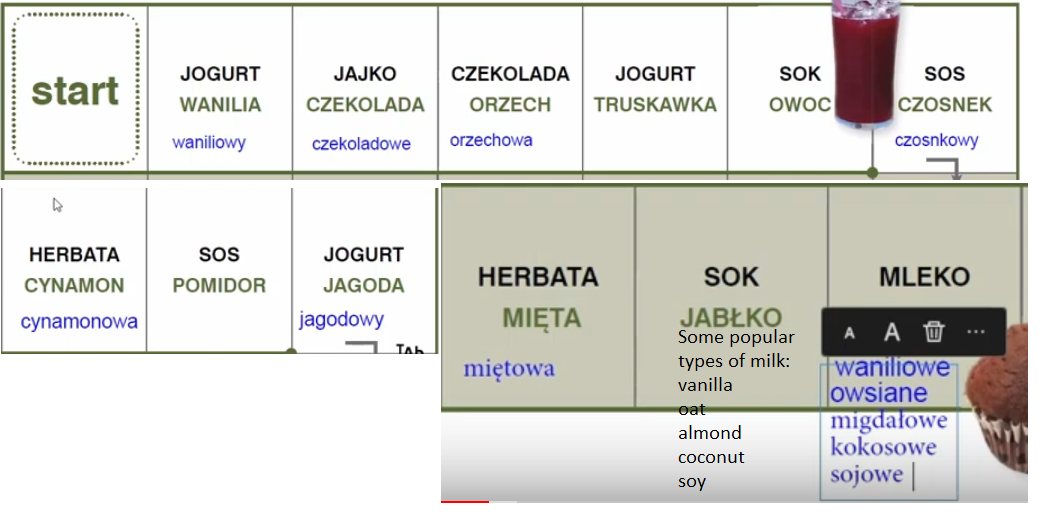 start
JOGURT
WANILIA
waniliowy
JAJKO
CZEKOLADA
czekoladowe
CZEKOLADA
ORZECH
orzechowa
JOGURT
TRUSKAWKA
SOK
OWOC
SOS
CZOSNEK
czosnkowy
HERBATA
CYNAMON
cynamonowa
SOS
POMIDOR
JOGURT
JAGODA
jagodowy
HERBATA
MIĘTA
miętowa
SOK
JABŁKO
Some popular
types of milk:
vanilla
oat
almond
coconut
soy
MLEKO
A A ...
waniliowe
owsiane
migdałowe
kokosowe
sojowe